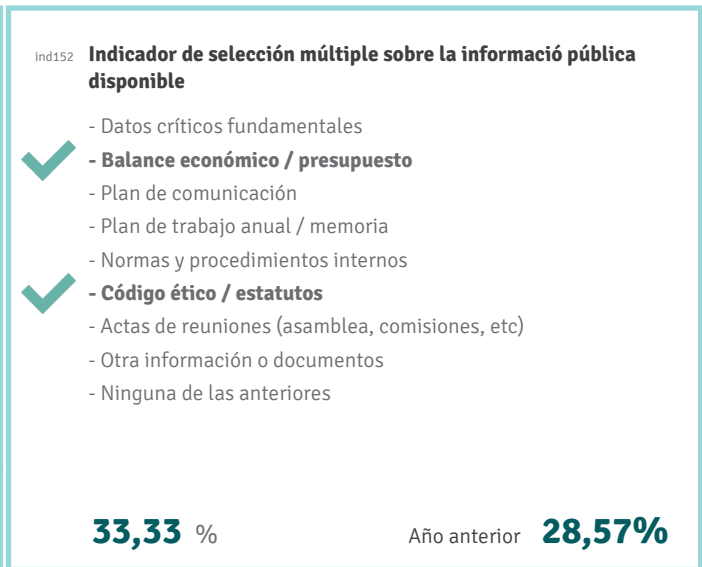 ind152 Indicador de selección múltiple sobre la informació pública
disponible
- Datos críticos fundamentales
- Balance económico / presupuesto
- Plan de comunicación
- Plan de trabajo anual / memoria
- Normas y procedimientos internos
- Código ético / estatutos
- Actas de reuniones (asamblea, comisiones, etc)
- Otra información o documentos
- Ninguna de las anteriores
33,33 % Año anterior 28,57%